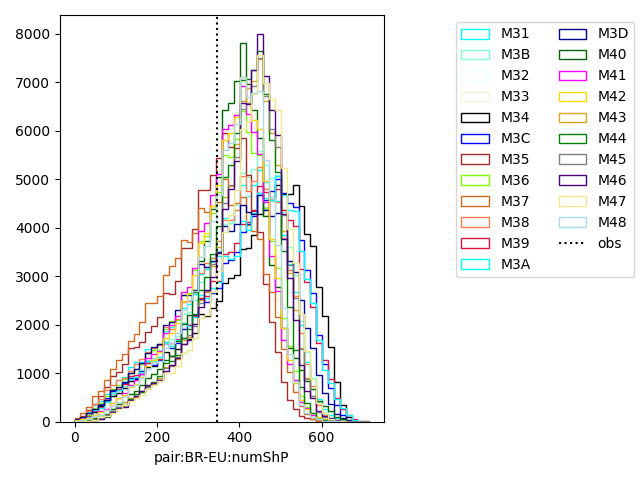 8000
7000
6000
5000
4000
3000
2000
1000
0
0 200 400 600
pair:BR-EU:numShP
M31 M3D
M3B M40
M32 M41
M33 M42
M34 M43
M3C M44
M35 M45
M36 M46
M37 M47
M38 M48
M39 obs
M3A